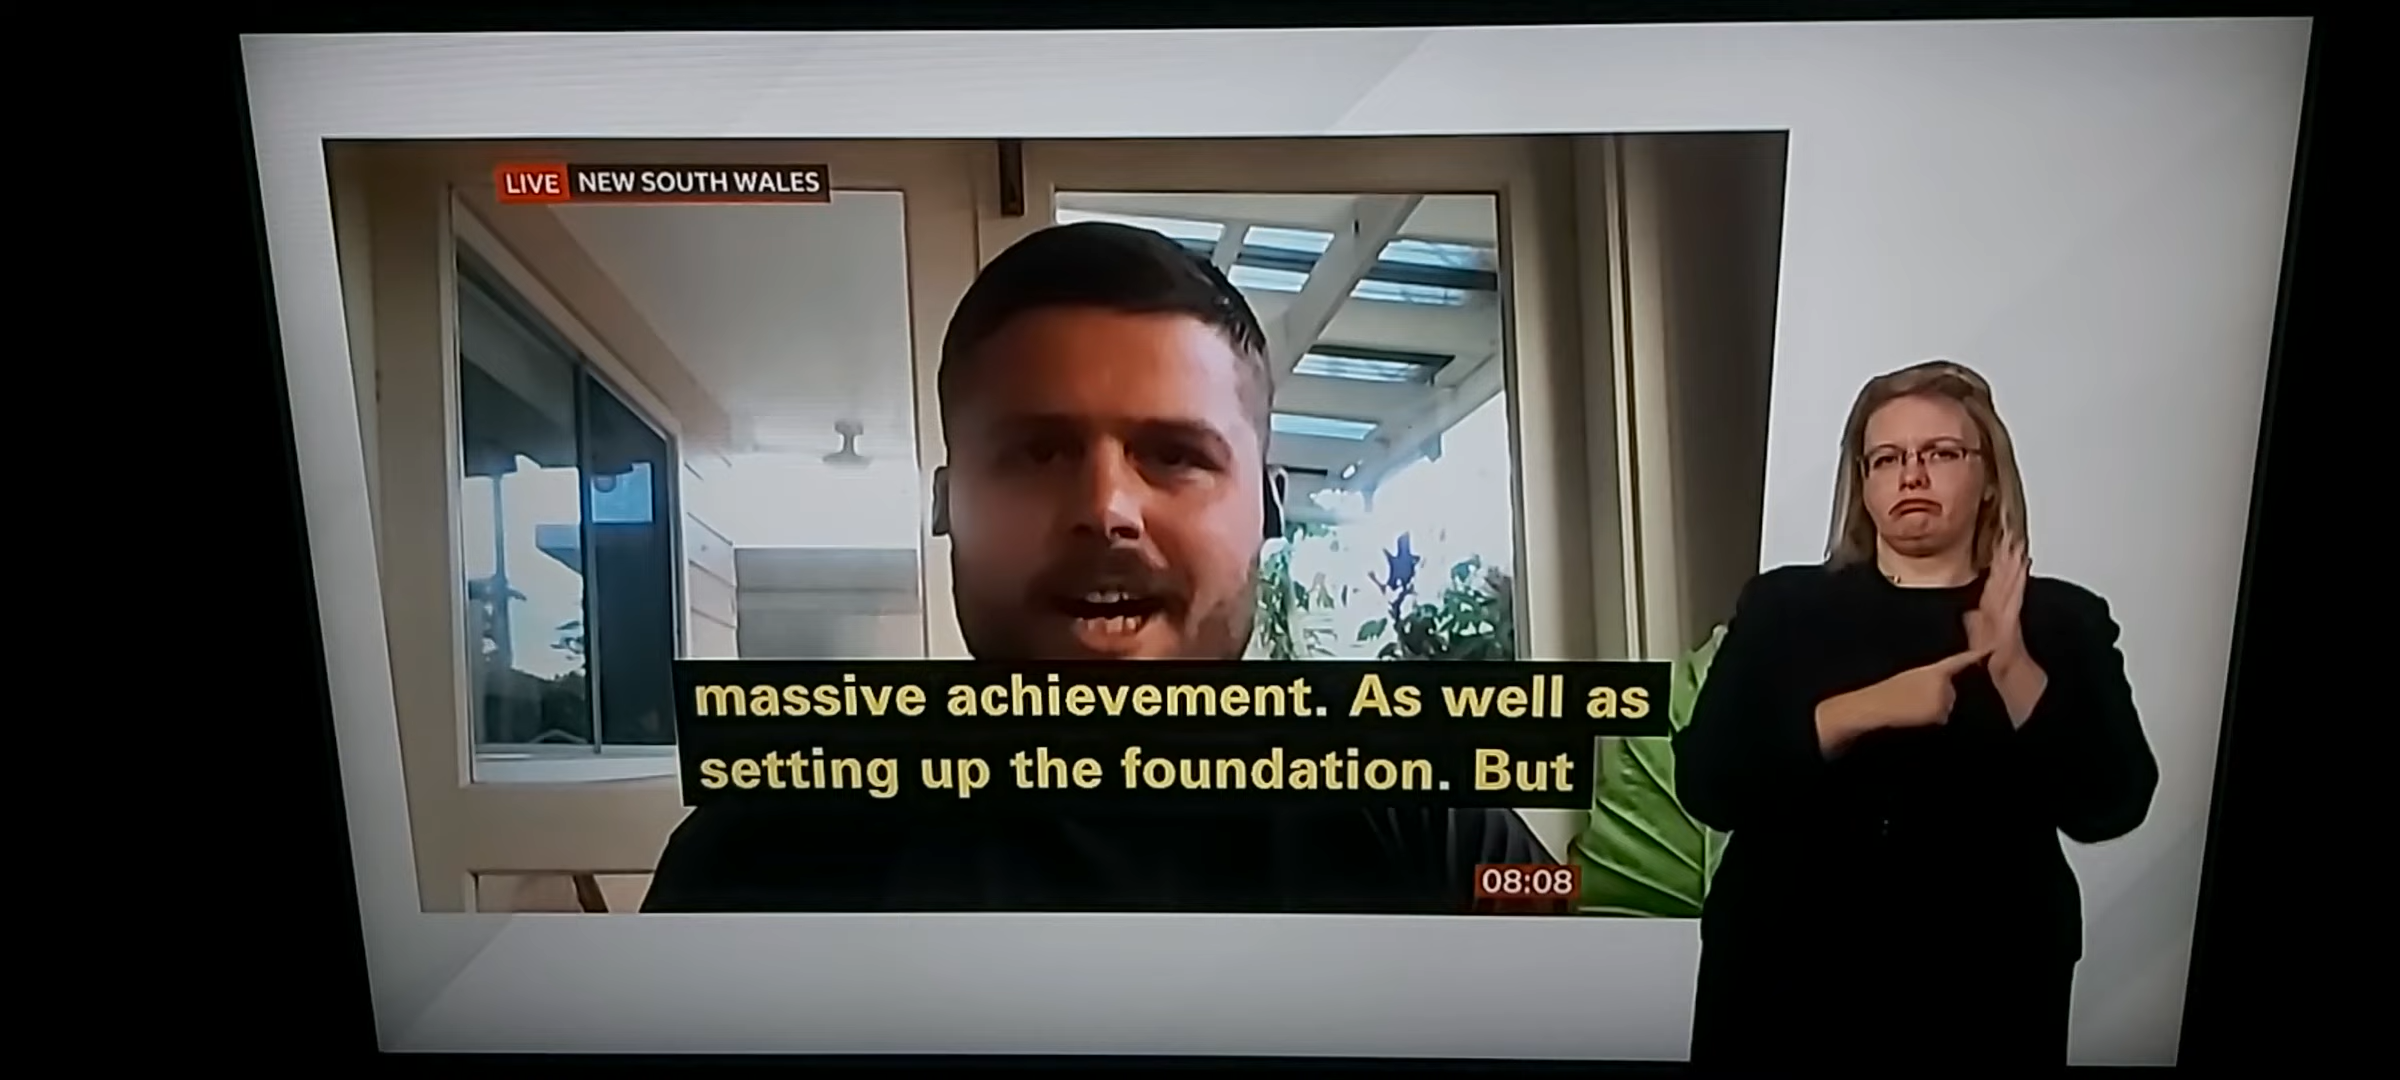 LIVE NEW SOUTH WALES
massive achievement. As well as
setting up the foundation. But
08:08